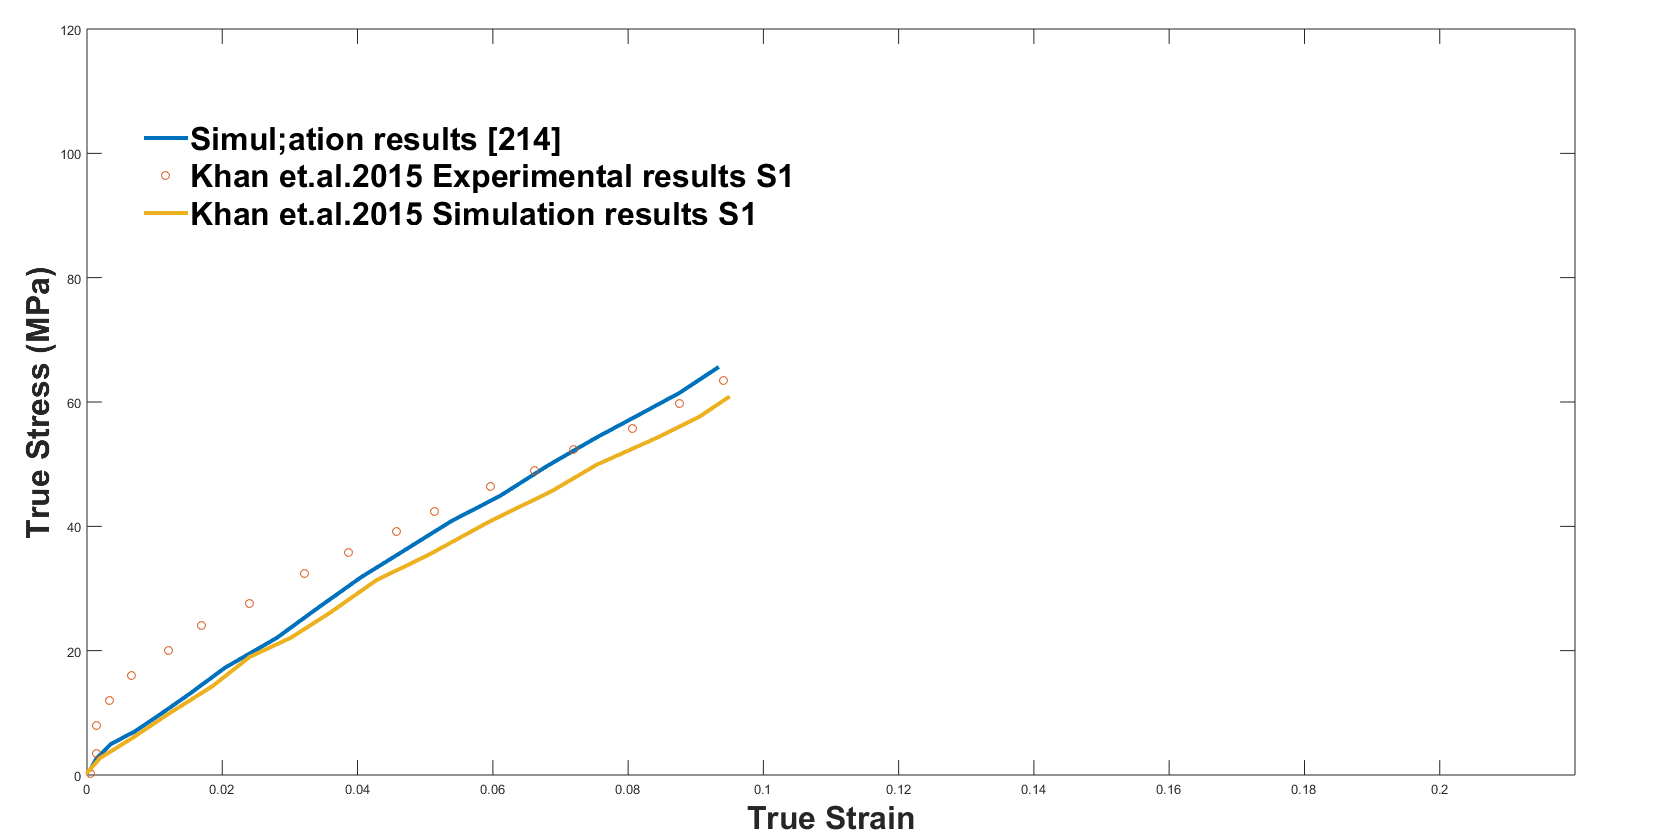 120
100
80
60
40
20
0
True Stress (MPa)
Simul;ation results [214]
Khan et.al.2015 Experimental results S1
Khan et.al.2015 Simulation results S1
0 0.02 0.04 0.06 0.08 0.1 0.12 0.14 0.16 0.18 0.2
True Strain